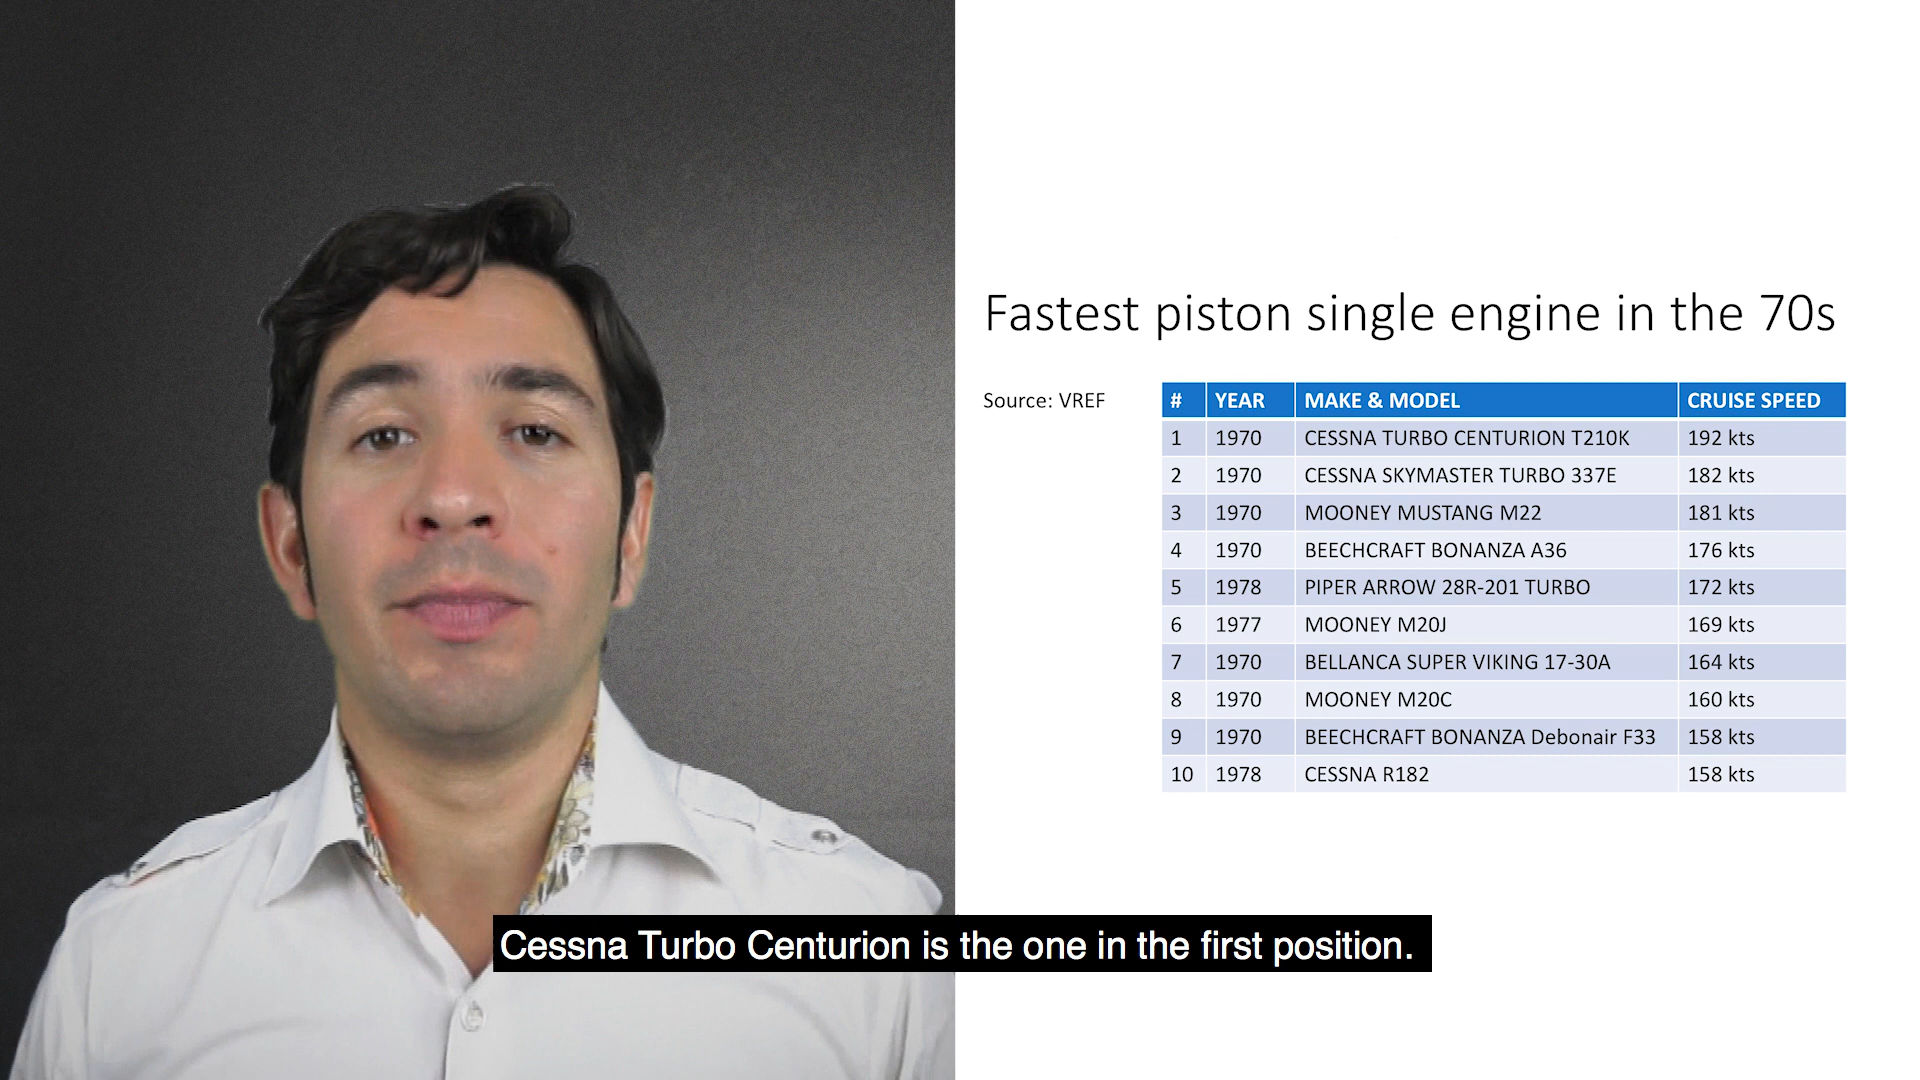 Fastest piston single engine in the 70s
Source: VREF
# YEAR MAKE & MODEL CRUISE SPEED
1 1970 CESSNA TURBO CENTURION T210K 192 kts
2 1970 CESSNA SKYMASTER TURBO 337E 182 kts
3 1970 MOONEY MUSTANG M22 181 kts
4 1970 BEECHCRAFT BONANZA A36 176 kts
5 1978 PIPER ARROW 28R-201 TURBO 172 kts
6 1977 MOONEY M20J 169 kts
7 1970 BELLANCA SUPER VIKING 17-30A 164 kts
8 1970 MOONEY M20C 160 kts
9 1970 BEECHCRAFT BONANZA Debonair F33 158 kts
10 1978 CESSNA R182 158 kts
Cessna Turbo Centurion is the one in the first position.